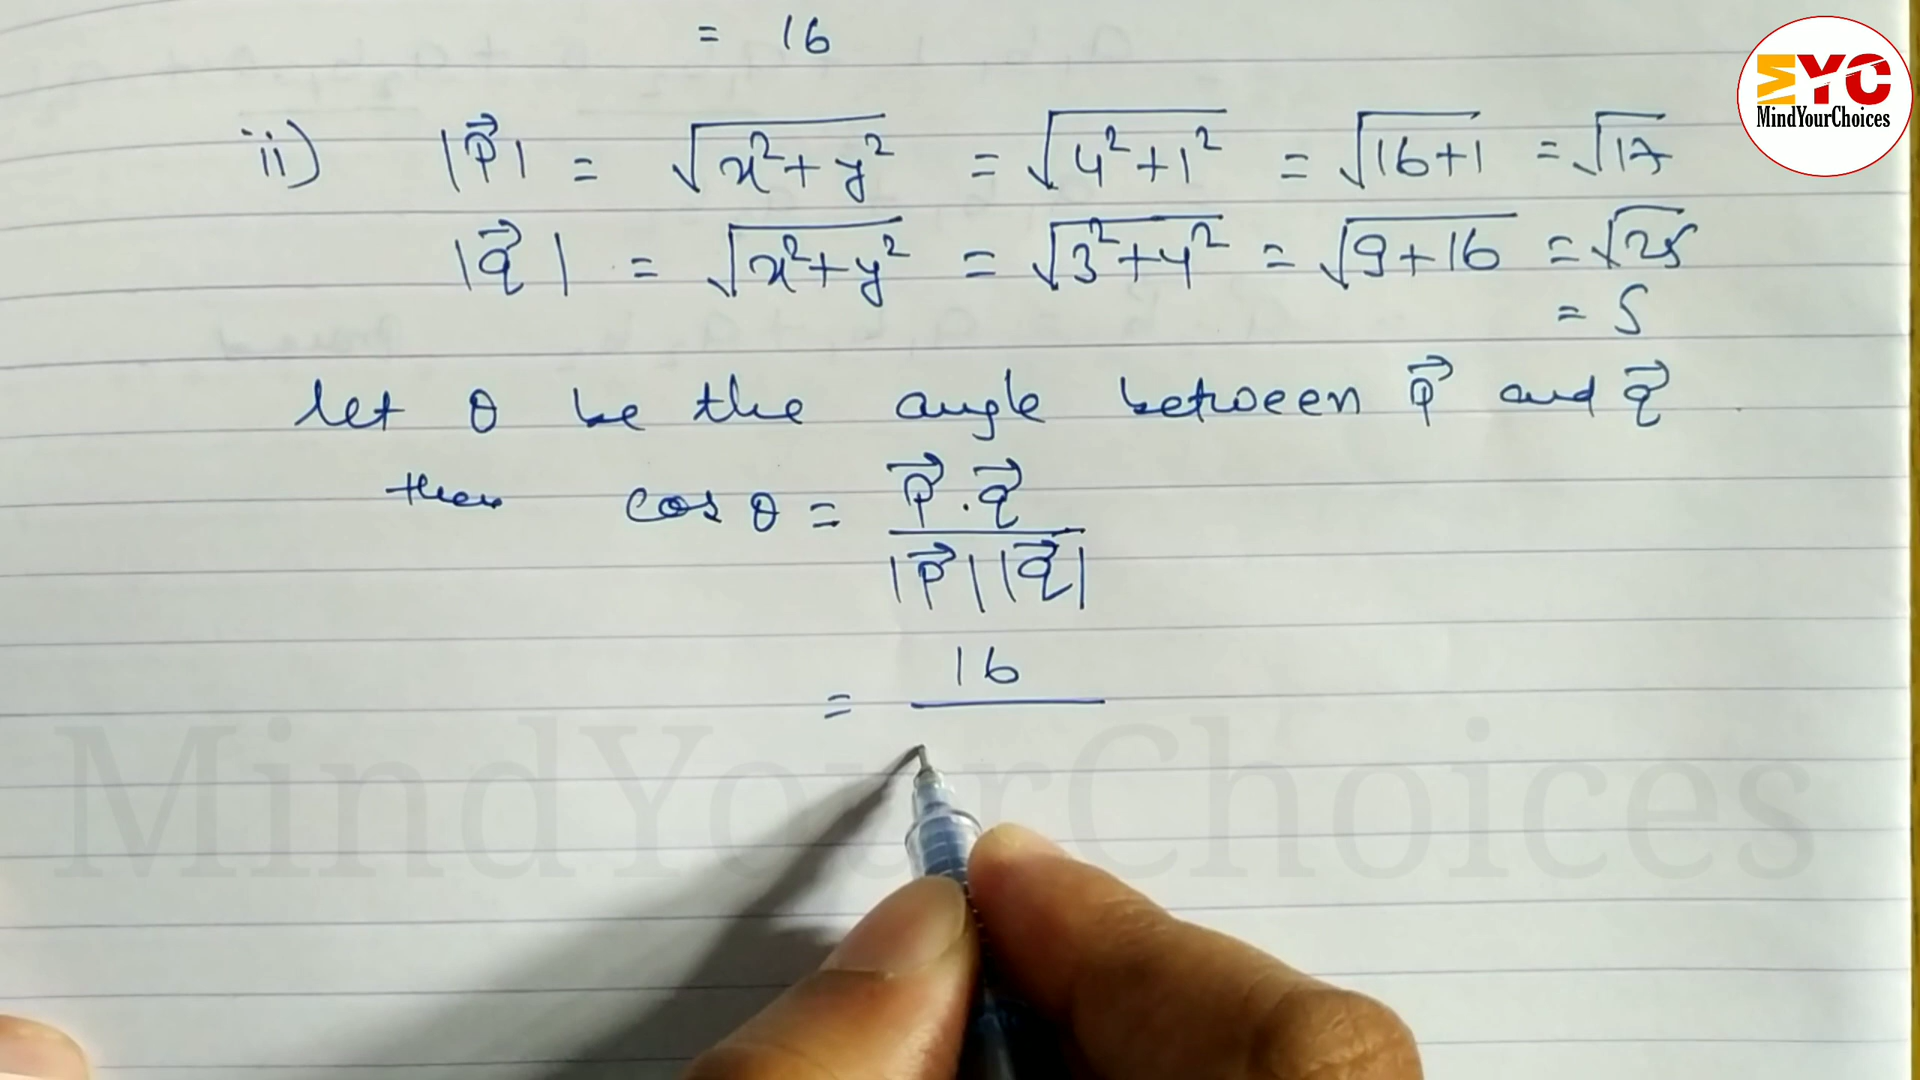 = 16
MYC
MindYourChoices
ii) |p⃗| = √(x² + y²) = √(4² + 1²) = √(16+1) = √17
|q⃗| = √(x² + y²) = √(3² + 4²) = √(9+16) = √25
= 5
let θ be the angle between p⃗ and q⃗
then cos θ = p⃗ . q⃗ / |p⃗| |q⃗|
= 16 /
MindYourChoices